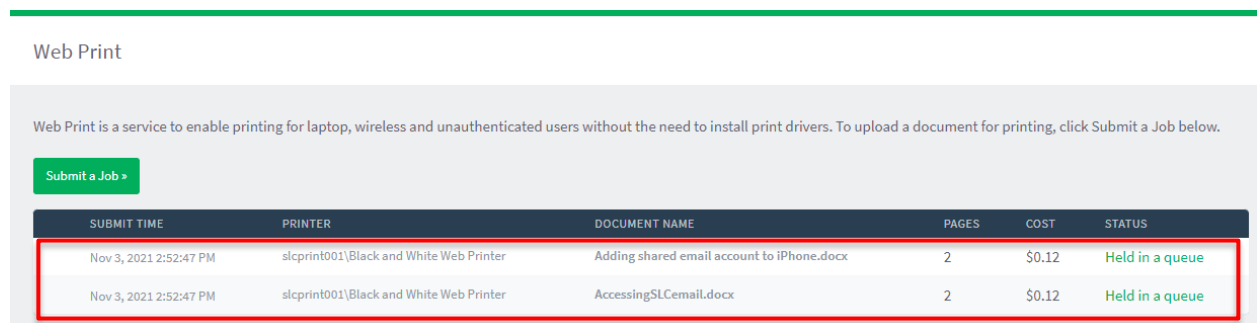 Web Print
Web Print is a service to enable printing for laptop, wireless and unauthenticated users without the need to install print drivers. To upload a document for printing, click Submit a Job below.
Submit a Job »
SUBMIT TIME PRINTER DOCUMENT NAME PAGES COST STATUS
Nov 3, 2021 2:52:47 PM slcprint001\Black and White Web Printer Adding shared email account to iPhone.docx 2 $0.12 Held in a queue
Nov 3, 2021 2:52:47 PM slcprint001\Black and White Web Printer AccessingSLCemail.docx 2 $0.12 Held in a queue